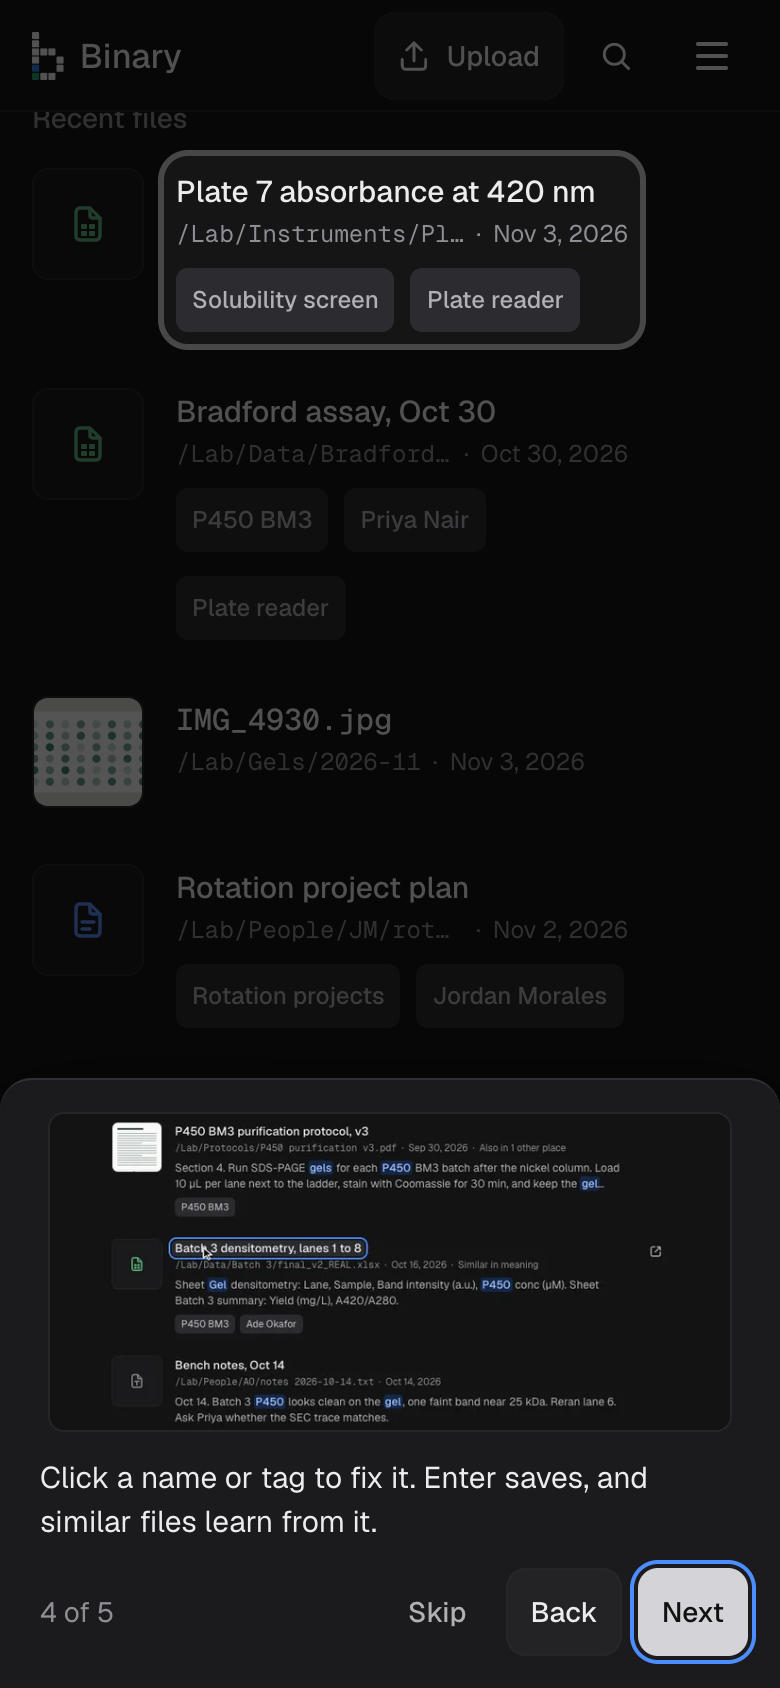 Binary
Upload
Recent files
Plate 7 absorbance at 420 nm
/Lab/Instruments/Pl… · Nov 3, 2026
Solubility screen
Plate reader
Bradford assay, Oct 30
/Lab/Data/Bradford… · Oct 30, 2026
P450 BM3
Priya Nair
Plate reader
IMG_4930.jpg
/Lab/Gels/2026-11 · Nov 3, 2026
Rotation project plan
/Lab/People/JM/rot… · Nov 2, 2026
Rotation projects
Jordan Morales
P450 BM3 purification protocol, v3
/Lab/Protocols/P450 purification v3.pdf · Sep 30, 2026 · Also in 1 other place
Section 4. Run SDS-PAGE gels for each P450 BM3 batch after the nickel column. Load
10 µL per lane next to the ladder, stain with Coomassie for 30 min, and keep the gel…
P450 BM3
Batch 3 densitometry, lanes 1 to 8
/Lab/Data/Batch 3/final_v2_REAL.xlsx · Oct 16, 2026 · Similar in meaning
Sheet Gel densitometry: Lane, Sample, Band intensity (a.u.), P450 conc (µM). Sheet
Batch 3 summary: Yield (mg/L), A420/A280.
P450 BM3
Ade Okafor
Bench notes, Oct 14
/Lab/People/AO/notes 2026-10-14.txt · Oct 14, 2026
Oct 14. Batch 3 P450 looks clean on the gel, one faint band near 25 kDa. Reran lane 6.
Ask Priya whether the SEC trace matches.
Click a name or tag to fix it. Enter saves, and
similar files learn from it.
4 of 5
Skip
Back
Next